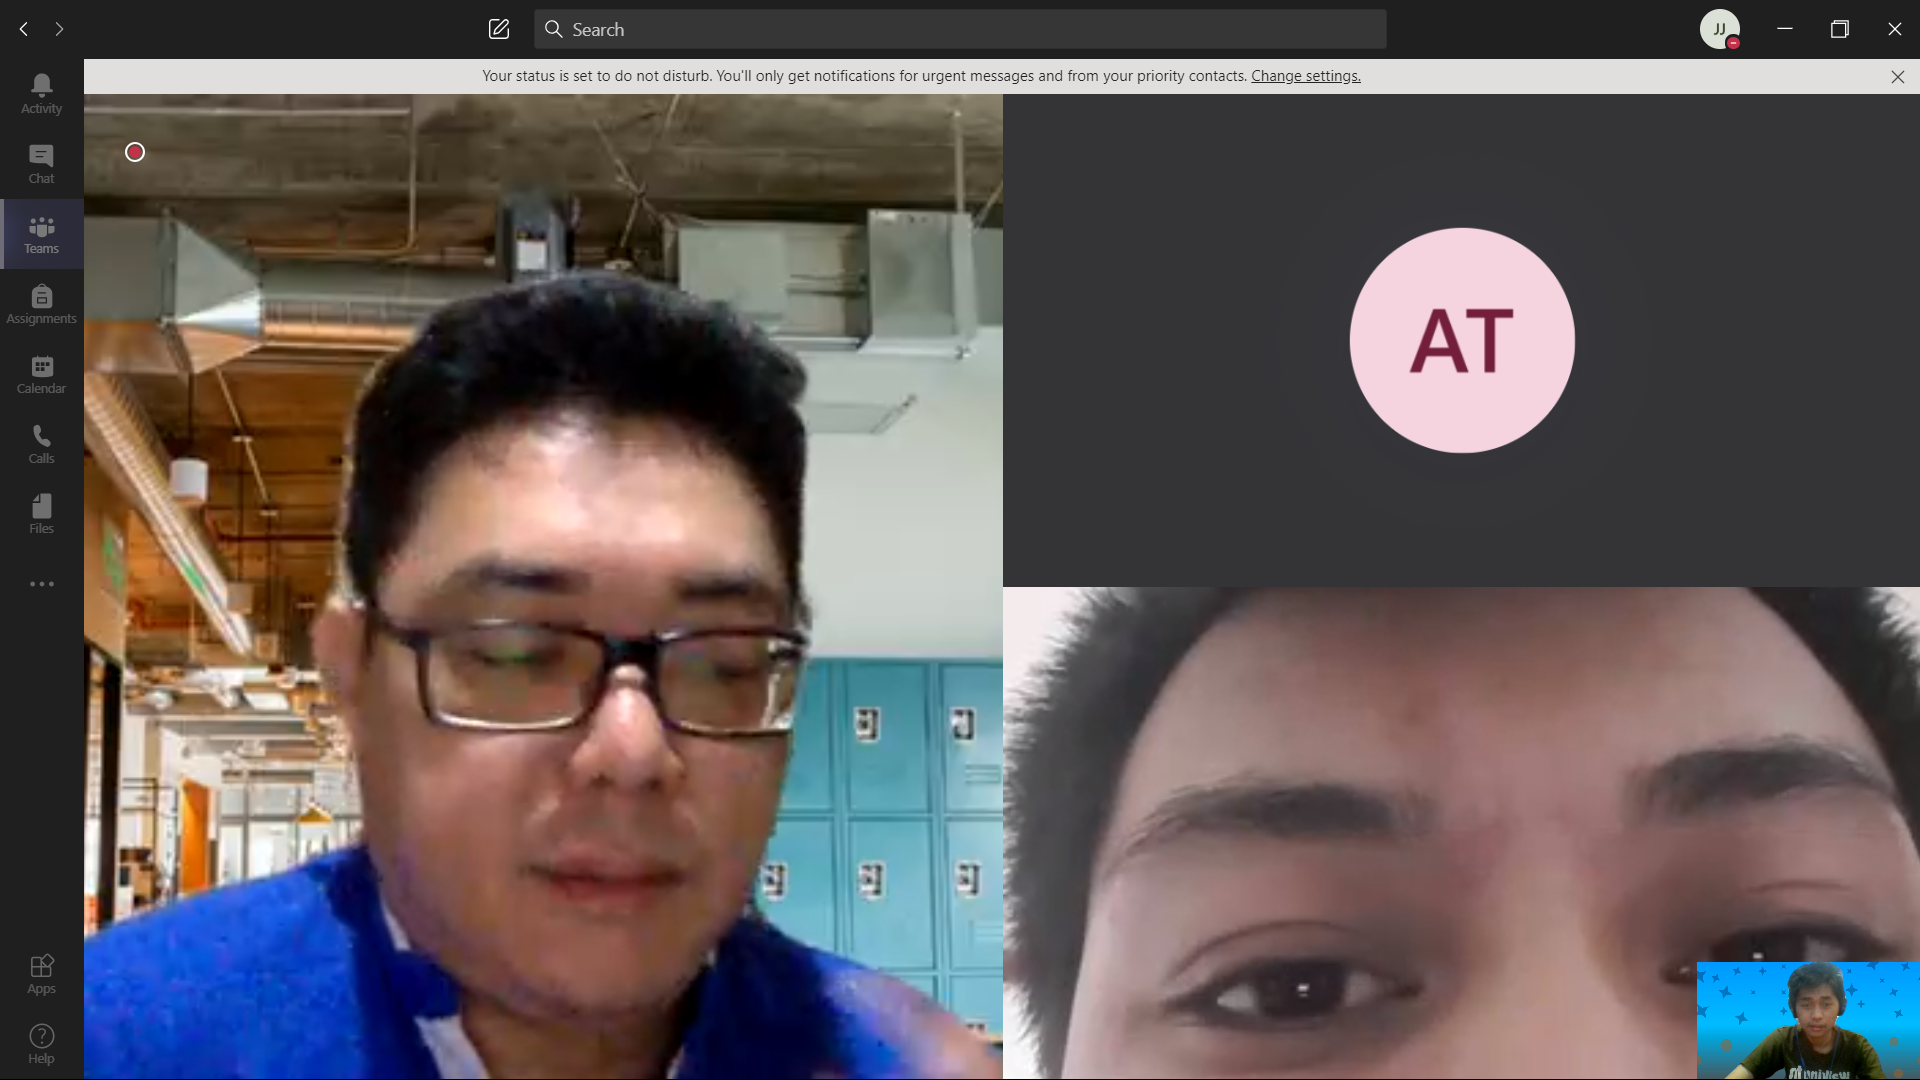 Search
JJ
Your status is set to do not disturb. You'll only get notifications for urgent messages and from your priority contacts. Change settings.
Activity
Chat
Teams
Assignments
Calendar
Calls
Files
Apps
Help
AT